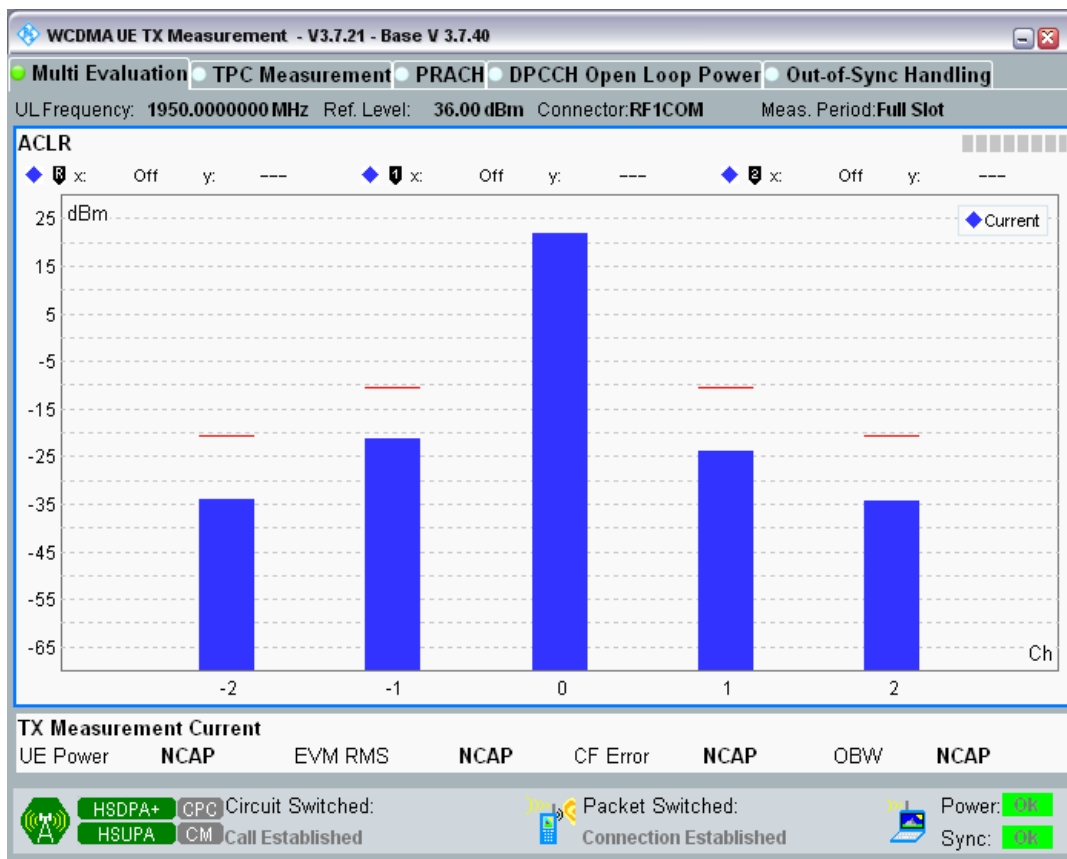 WCDMA UE TX Measurement - V3.7.21 - Base V 3.7.40
Multi Evaluation TPC Measurement PRACH DPCCH Open Loop Power Out-of-Sync Handling
UL Frequency: 1950.0000000 MHz Ref. Level: 36.00 dBm Connector:RF1COM Meas. Period:Full Slot
ACLR
R x: Off y: --- 1 x: Off y: --- 2 x: Off y: ---
dBm
Current
25
15
5
-5
-15
-25
-35
-45
-55
-65
Ch
-2 -1 0 1 2
TX Measurement Current
UE Power NCAP EVM RMS NCAP CF Error NCAP OBW NCAP
HSDPA+ CPC Circuit Switched: Packet Switched: Power: OK
HSUPA CM Call Established Connection Established Sync: OK